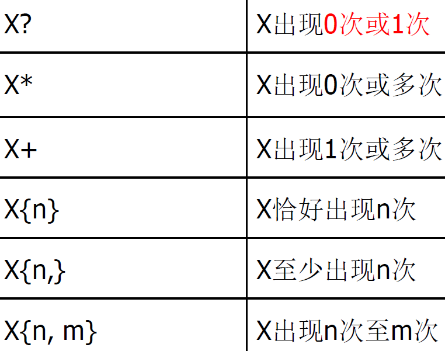 X? X出现0次或1次
X* X出现0次或多次
X+ X出现1次或多次
X{n} X恰好出现n次
X{n,} X至少出现n次
X{n, m} X出现n次至m次